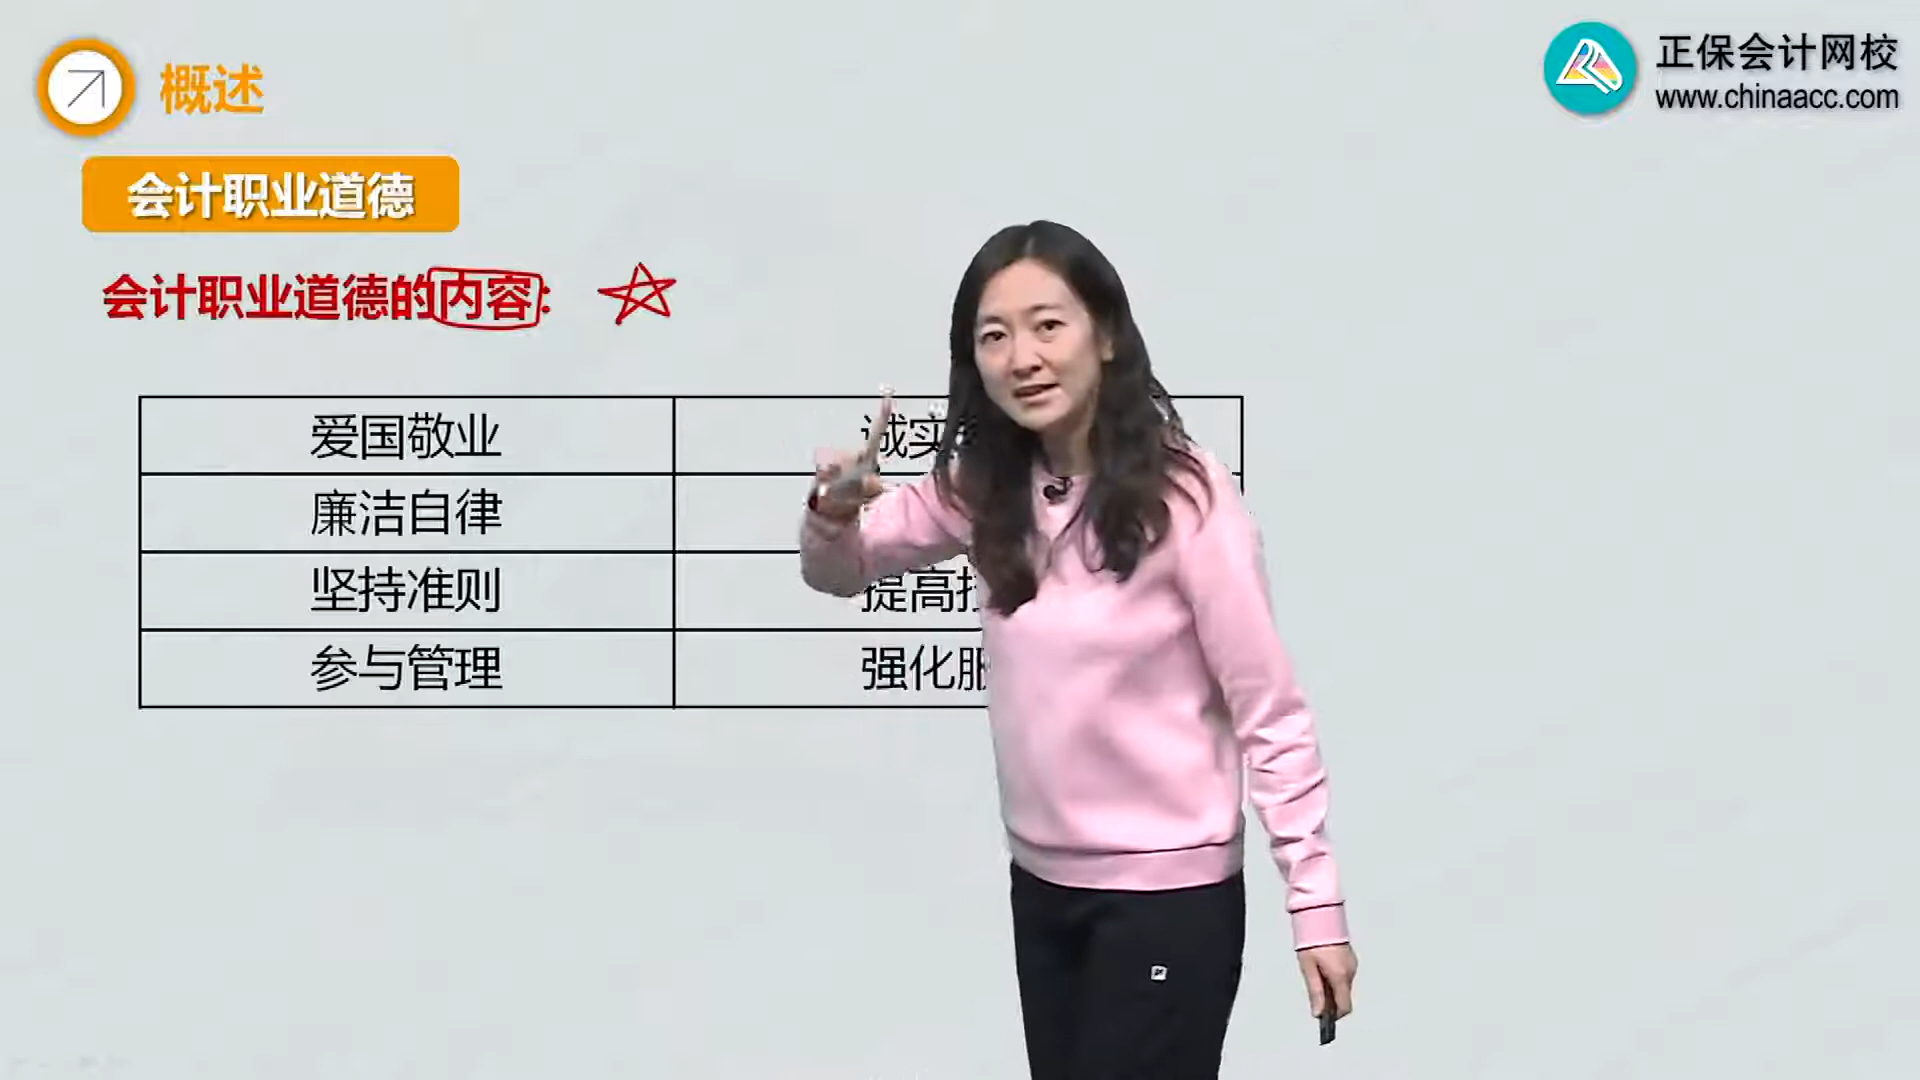 概述
正保会计网校
www.chinaacc.com
会计职业道德
会计职业道德的内容：
爱国敬业
诚实
廉洁自律
坚持准则
提高
参与管理
强化